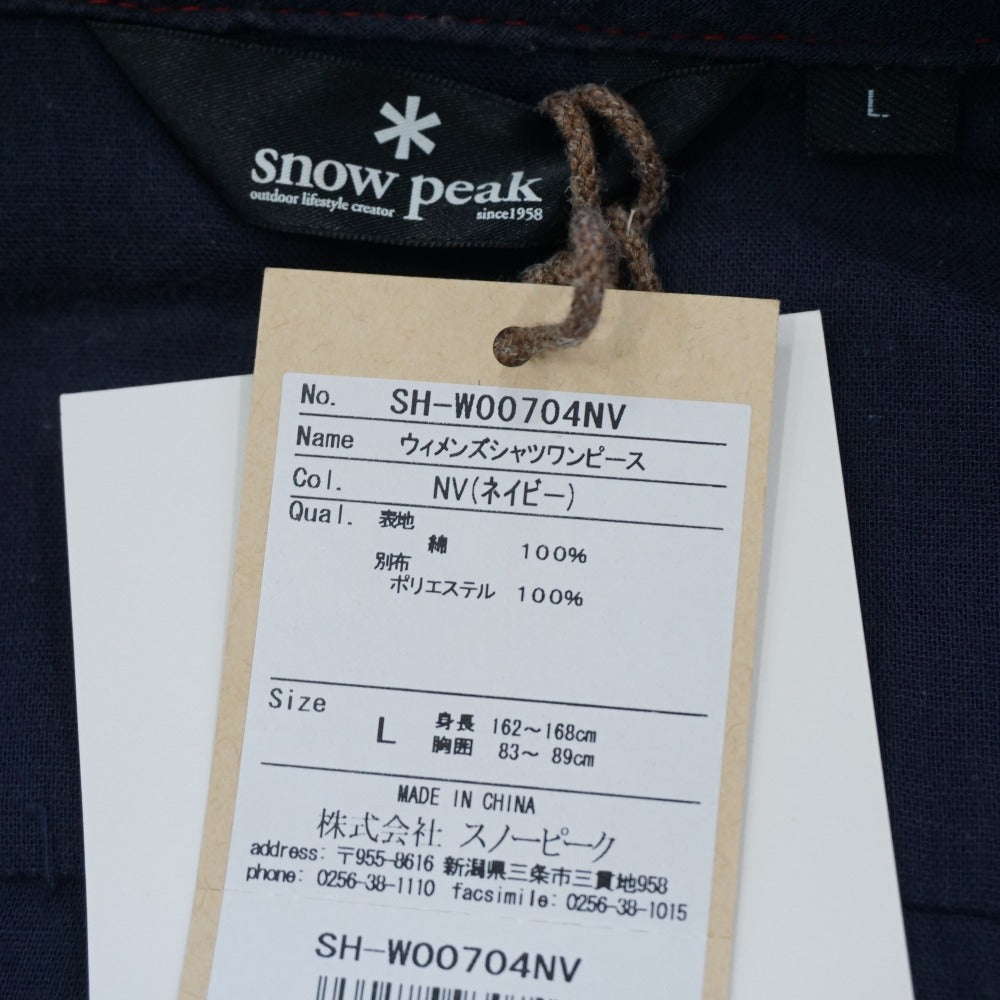 snow peak
outdoor lifestyle creator
since1958
L
No. SH-W00704NV
Name ウィメンズシャツワンピース
Col. NV(ネイビー)
Qual. 表地
綿 100%
別布
ポリエステル 100%
Size
L 身長 162～168cm
胸囲 83～ 89cm
MADE IN CHINA
株式会社 スノーピーク
address: 〒955-8616 新潟県三条市三貫地958
phone: 0256-38-1110 facsimile: 0256-38-1015
SH-W00704NV